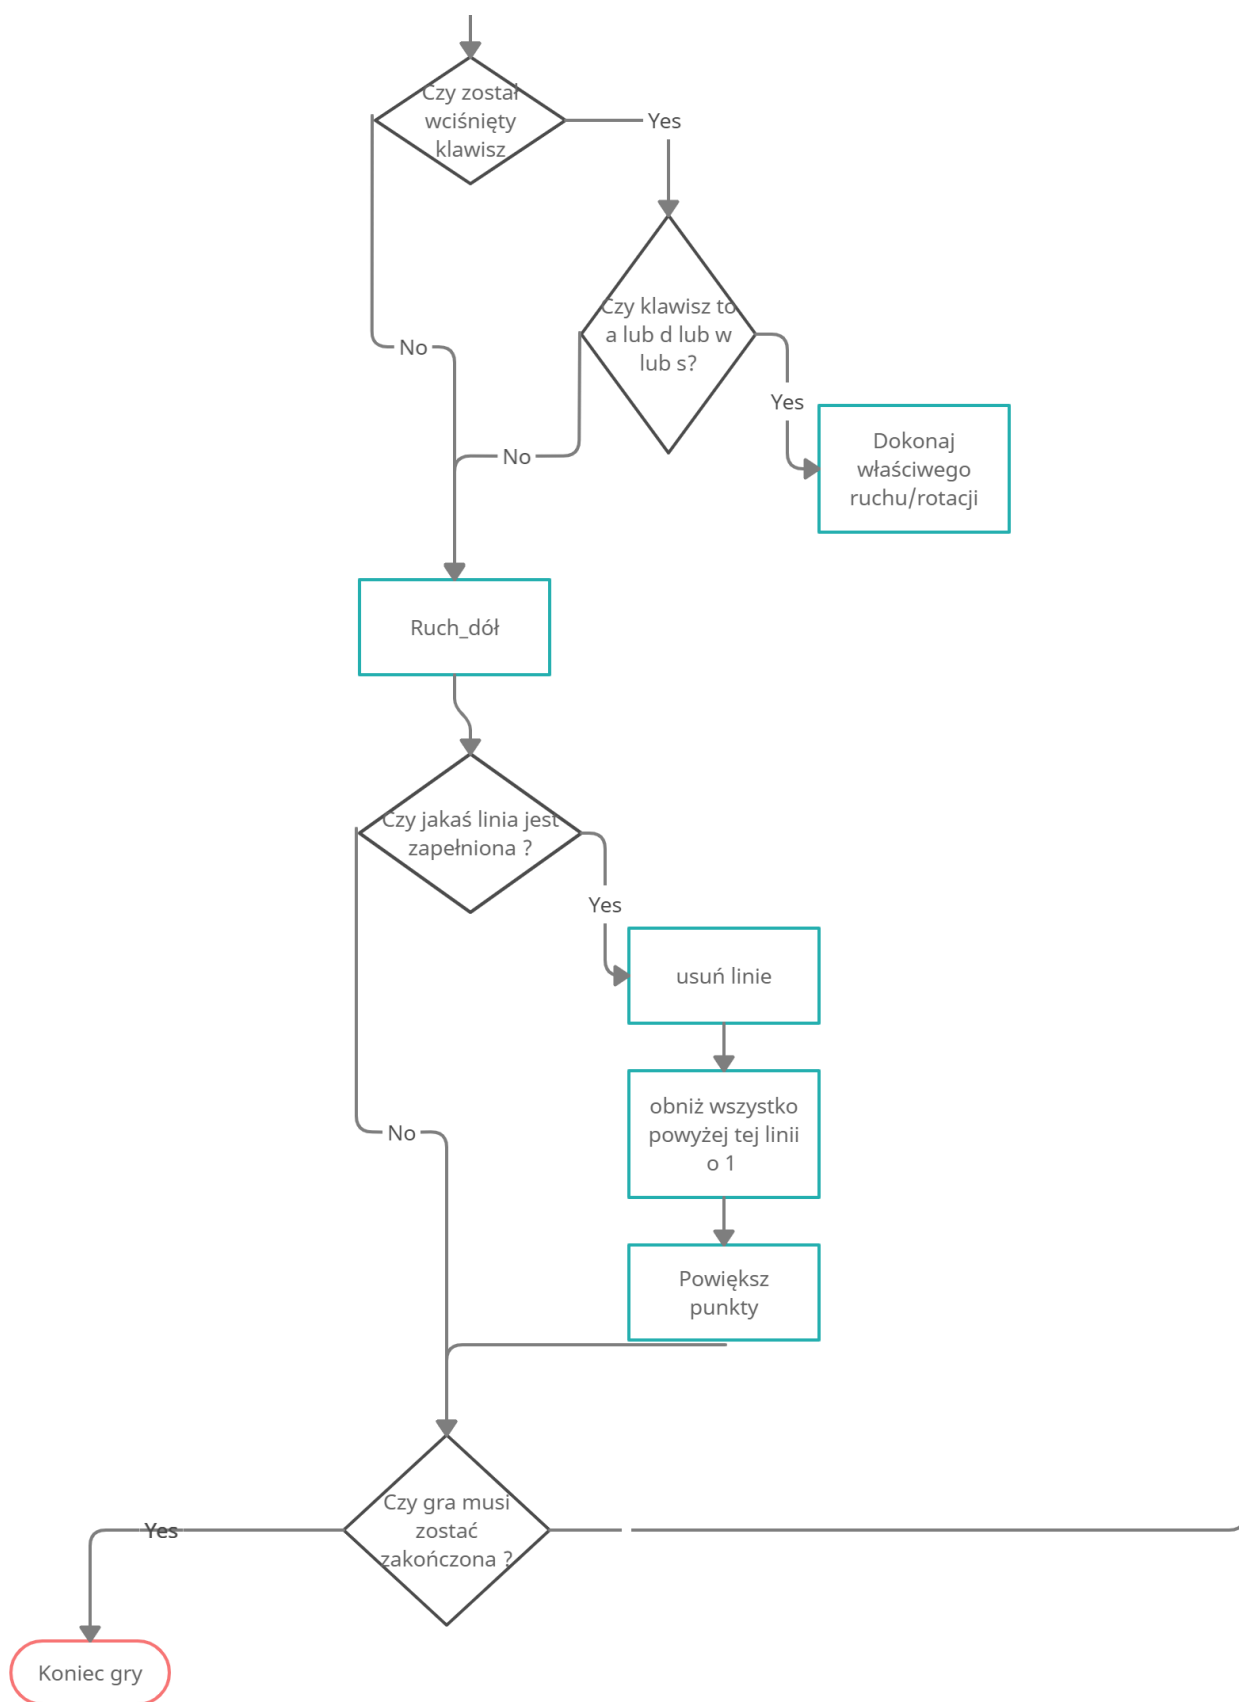 Czy został
wciśnięty
klawisz
Yes
Czy klawisz to
a lub d lub w
lub s?
No
Yes
Dokonaj
właściwego
ruchu/rotacji
No
Ruch_dół
Czy jakaś linia jest
zapełniona ?
Yes
usuń linie
obniż wszystko
powyżej tej linii
o 1
No
Powiększ
punkty
Czy gra musi
zostać
zakończona ?
Yes
Koniec gry